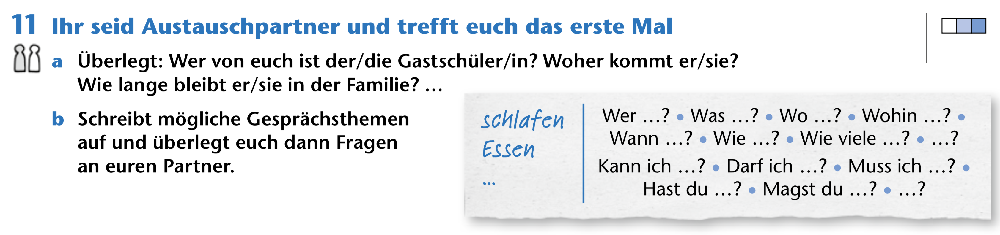 11 Ihr seid Austauschpartner und trefft euch das erste Mal
a Überlegt: Wer von euch ist der/die Gastschüler/in? Woher kommt er/sie?
Wie lange bleibt er/sie in der Familie? …
b Schreibt mögliche Gesprächsthemen
auf und überlegt euch dann Fragen
an euren Partner.
schlafen
Essen
...
Wer …? • Was …? • Wo …? • Wohin …? •
Wann …? • Wie …? • Wie viele …? • …?
Kann ich …? • Darf ich …? • Muss ich …? •
Hast du …? • Magst du …? • …?